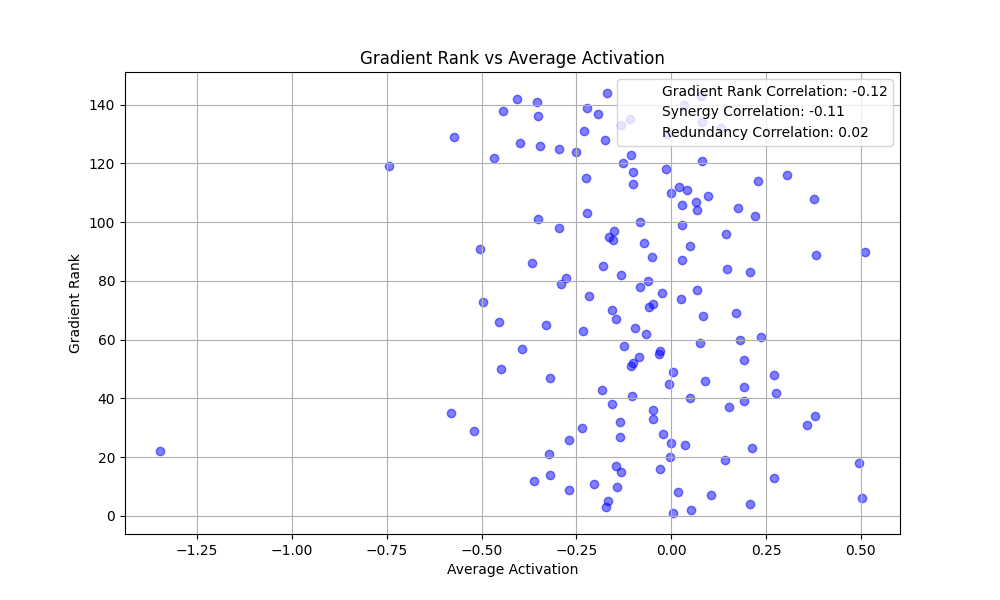 Gradient Rank vs Average Activation
Gradient Rank Correlation: -0.12
Synergy Correlation: -0.11
Redundancy Correlation: 0.02
Gradient Rank
140
120
100
80
60
40
20
0
−1.25
−1.00
−0.75
−0.50
−0.25
0.00
0.25
0.50
Average Activation